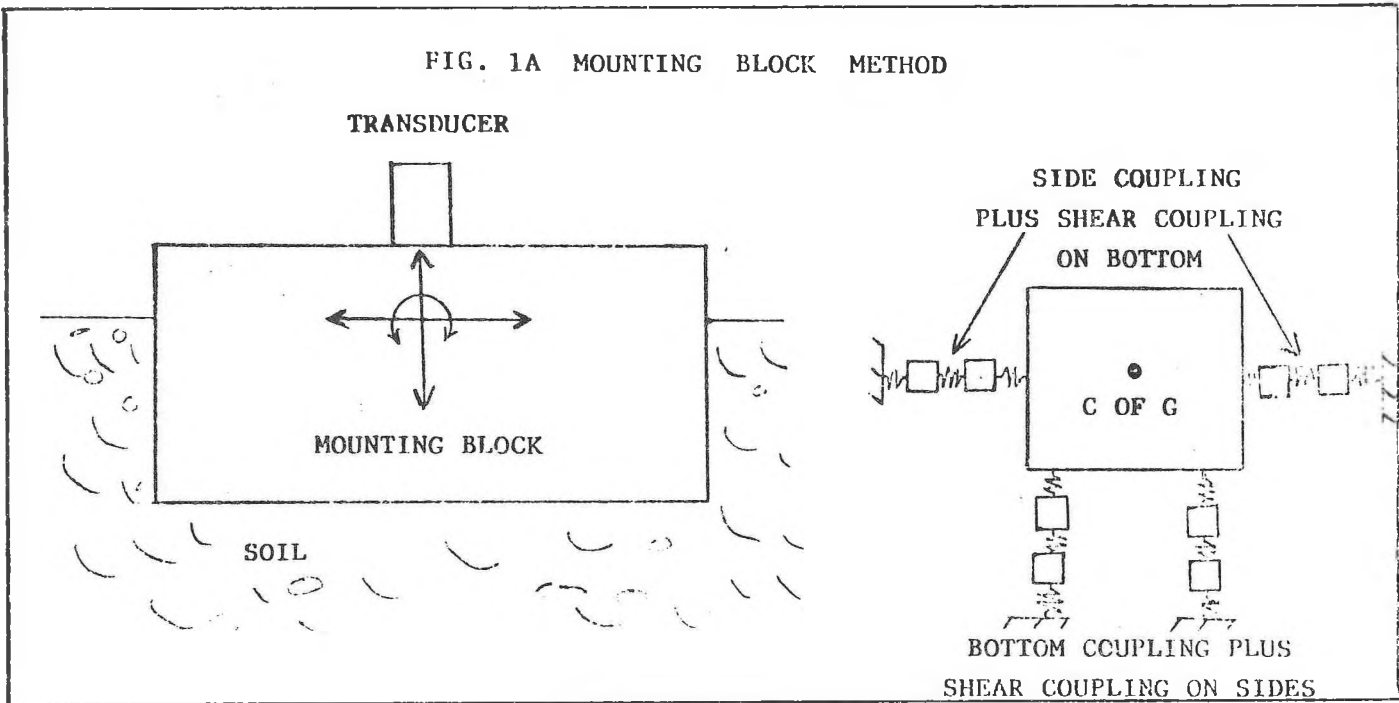 FIG. 1A MOUNTING BLOCK METHOD
TRANSDUCER
MOUNTING BLOCK
SOIL
SIDE COUPLING
PLUS SHEAR COUPLING
ON BOTTOM
C OF G
BOTTOM COUPLING PLUS
SHEAR COUPLING ON SIDES